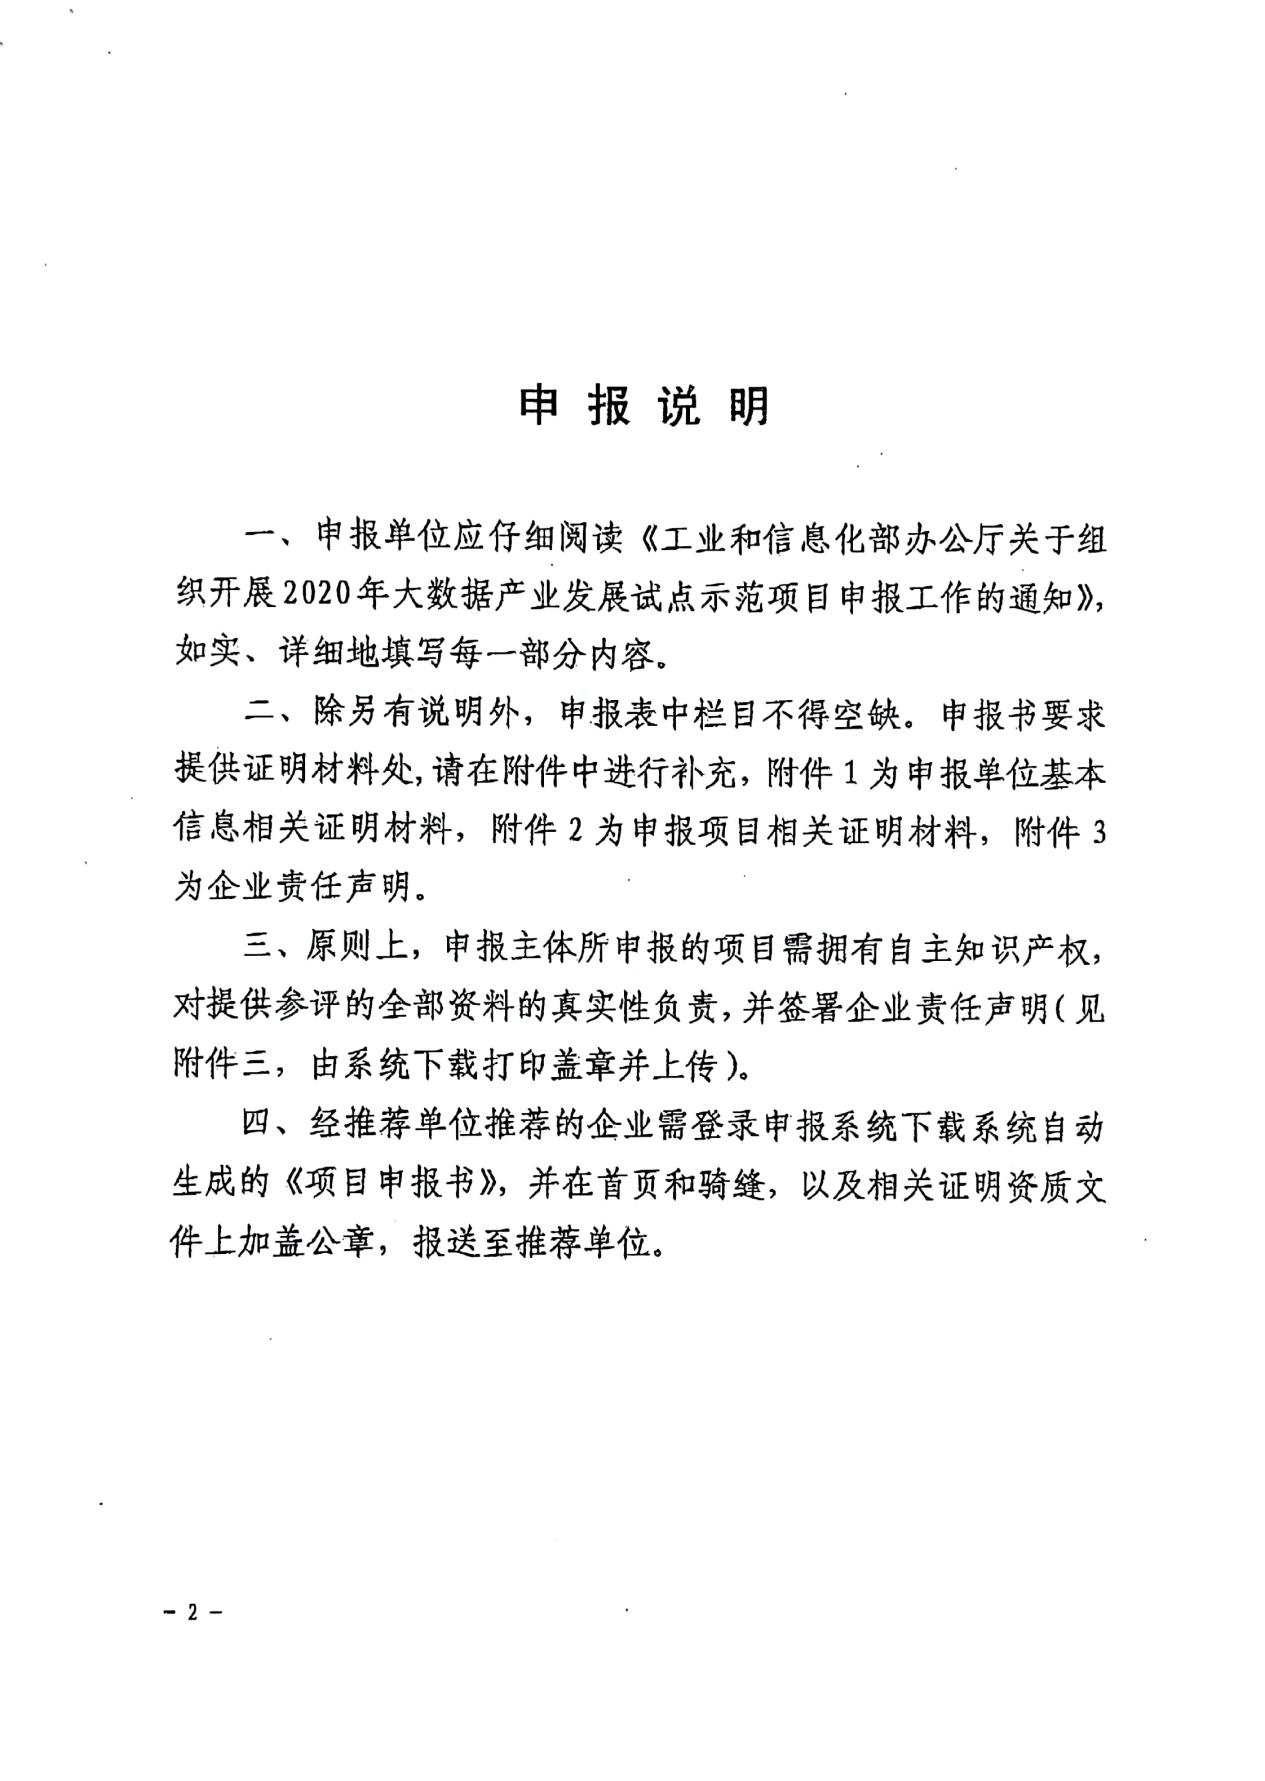 申报说明
一、申报单位应仔细阅读《工业和信息化部办公厅关于组
织开展2020年大数据产业发展试点示范项目申报工作的通知》，
如实、详细地填写每一部分内容。
二、除另有说明外，申报表中栏目不得空缺。申报书要求
提供证明材料处,请在附件中进行补充，附件1为申报单位基本
信息相关证明材料，附件2为申报项目相关证明材料，附件3
为企业责任声明。
三、原则上，申报主体所申报的项目需拥有自主知识产权，
对提供参评的全部资料的真实性负责，并签署企业责任声明(见
附件三，由系统下载打印盖章并上传)。
四、经推荐单位推荐的企业需登录申报系统下载系统自动
生成的《项目申报书》，并在首页和骑缝，以及相关证明资质文
件上加盖公章，报送至推荐单位。
- 2 -